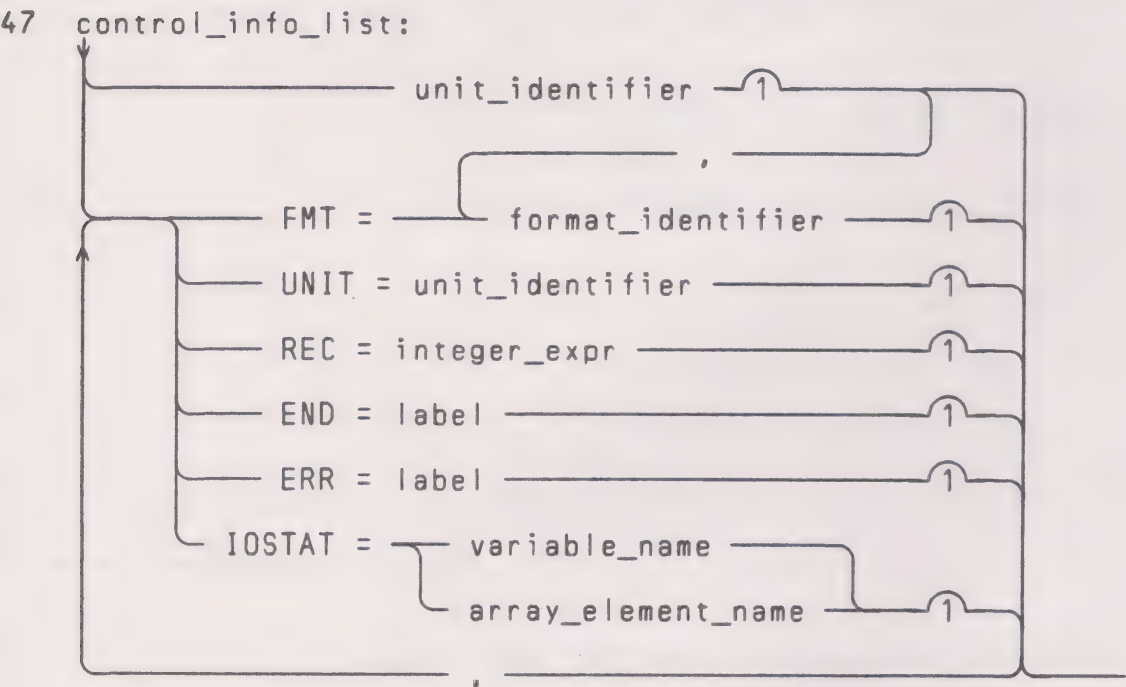 47 control_info_list:
unit_identifier 1
,
FMT = format_identifier 1
UNIT = unit_identifier 1
REC = integer_expr 1
END = label 1
ERR = label 1
IOSTAT = variable_name
array_element_name 1
,